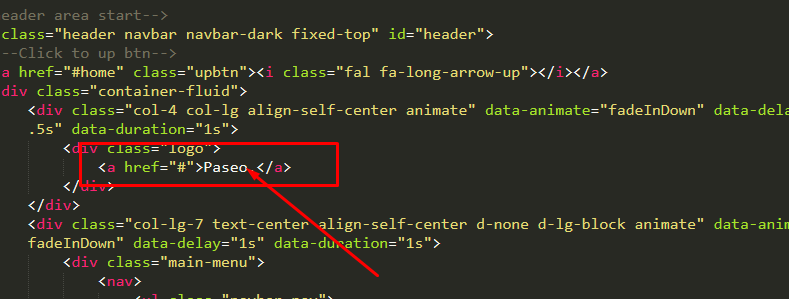 eader area start-->
class="header navbar navbar-dark fixed-top" id="header">
--Click to up btn-->
a href="#home" class="upbtn"><i class="fal fa-long-arrow-up"></i></a>
div class="container-fluid">
<div class="col-4 col-lg align-self-center animate" data-animate="fadeInDown" data-dela
.5s" data-duration="1s">
<div class="logo">
<a href="#">Paseo </a>
</div>
</div>
<div class="col-lg-7 text-center align-self-center d-none d-lg-block animate" data-anim
fadeInDown" data-delay="1s" data-duration="1s">
<div class="main-menu">
<nav>
<ul class="navbar-nav">